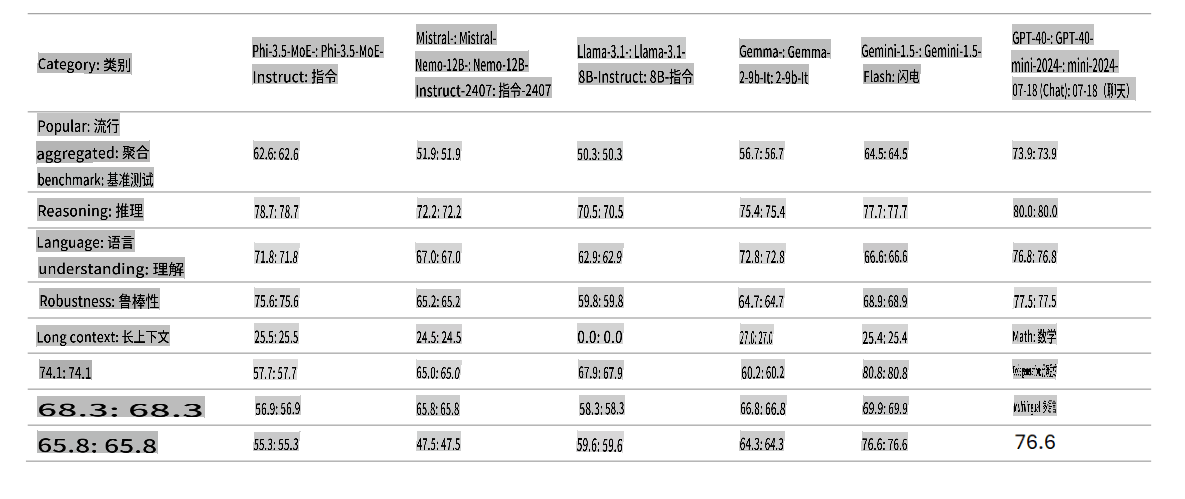 Category: 类别
Phi-3.5-MoE-: Phi-3.5-MoE-
Instruct: 指令
Mistral-: Mistral-
Nemo-12B-: Nemo-12B-
Instruct-2407: 指令-2407
Llama-3.1-: Llama-3.1-
8B-Instruct: 8B-指令
Gemma-: Gemma-
2-9b-It: 2-9b-It
Gemini-1.5-: Gemini-1.5-
Flash: 闪电
GPT-4O-: GPT-4O-
mini-2024-: mini-2024-
07-18 (Chat): 07-18（聊天）
Popular: 流行
aggregated: 聚合
benchmark: 基准测试
62.6: 62.6
51.9: 51.9
50.3: 50.3
56.7: 56.7
64.5: 64.5
73.9: 73.9
Reasoning: 推理
78.7: 78.7
72.2: 72.2
70.5: 70.5
75.4: 75.4
77.7: 77.7
80.0: 80.0
Language: 语言
understanding: 理解
71.8: 71.8
67.0: 67.0
62.9: 62.9
72.8: 72.8
66.6: 66.6
76.8: 76.8
Robustness: 鲁棒性
75.6: 75.6
65.2: 65.2
59.8: 59.8
64.7: 64.7
68.9: 68.9
77.5: 77.5
Long context: 长上下文
25.5: 25.5
24.5: 24.5
0.0: 0.0
27.0: 27.0
25.4: 25.4
Math: 数学
74.1: 74.1
57.7: 57.7
65.0: 65.0
67.9: 67.9
60.2: 60.2
80.8: 80.8
68.3: 68.3
56.9: 56.9
65.8: 65.8
58.3: 58.3
66.8: 66.8
69.9: 69.9
Multilingual: 多语言
65.8: 65.8
55.3: 55.3
47.5: 47.5
59.6: 59.6
64.3: 64.3
76.6: 76.6
76.6